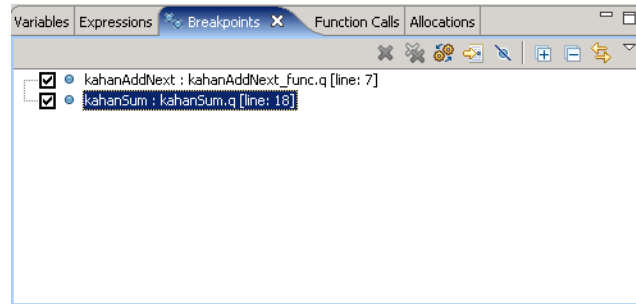 Variables Expressions Breakpoints Function Calls Allocations
kahanAddNext : kahanAddNext_func.q [line: 7]
kahanSum : kahanSum.q [line: 18]